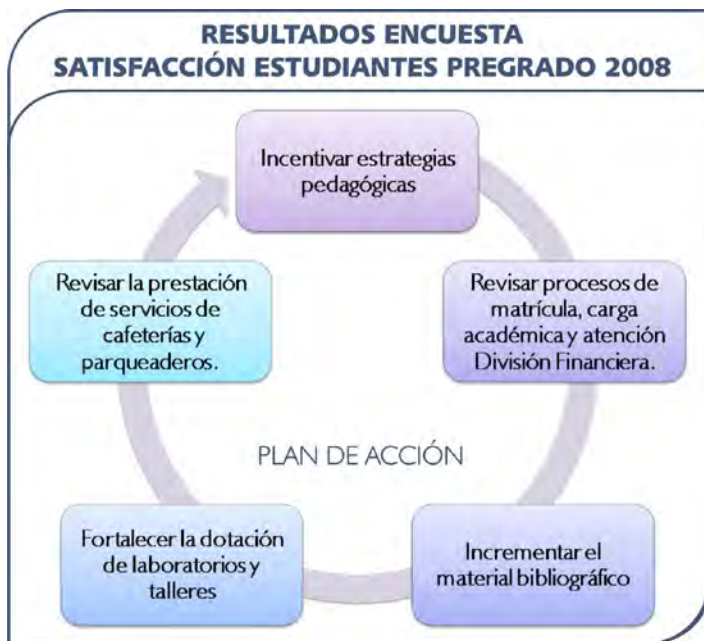 RESULTADOS ENCUESTA
SATISFACCIÓN ESTUDIANTES PREGRADO 2008
Incentivar estrategias
pedagógicas
Revisar procesos de
matrícula, carga
académica y atención
División Financiera.
Incrementar el
material bibliográfico
Fortalecer la dotación
de laboratorios y
talleres
Revisar la prestación
de servicios de
cafeterías y
parqueaderos.
PLAN DE ACCIÓN